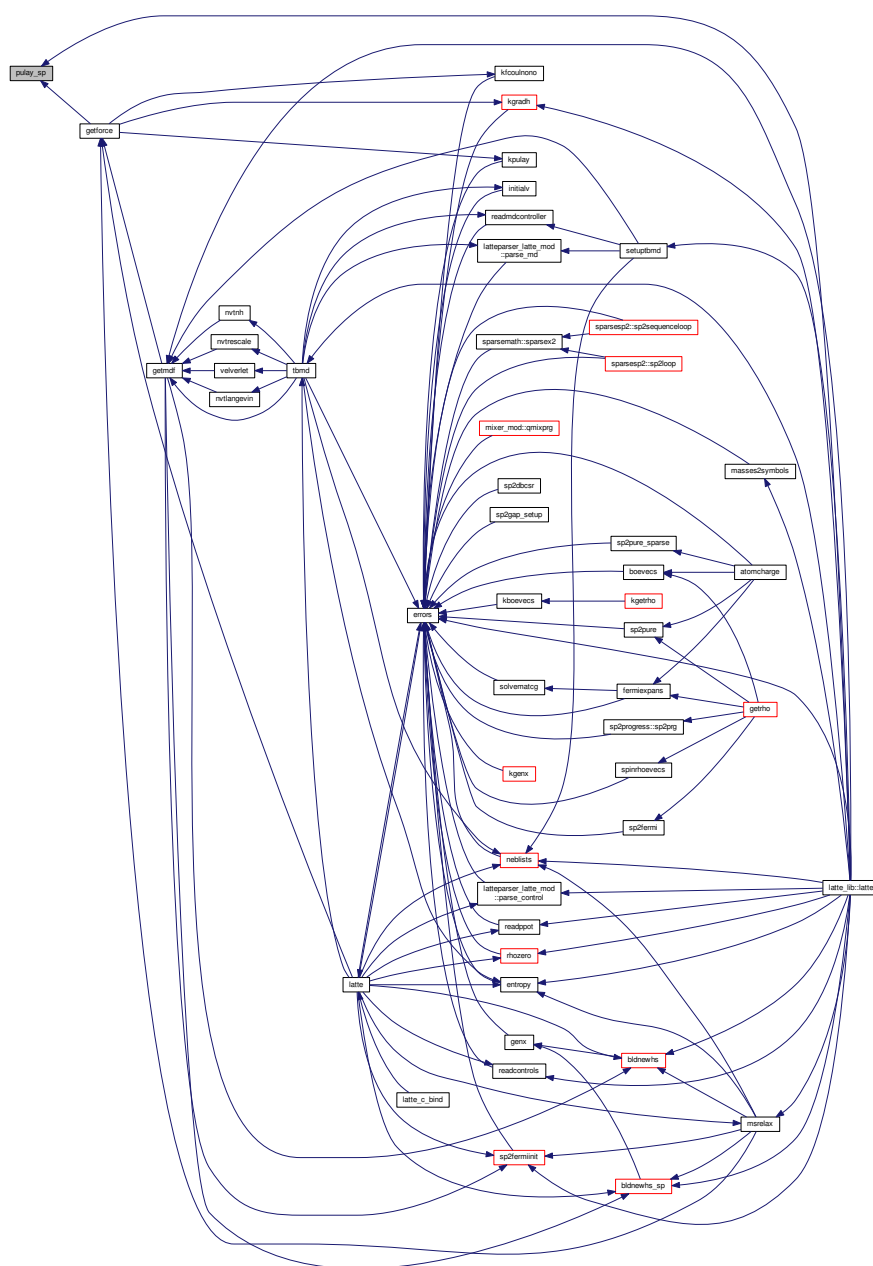 pulay_sp
kfcoulnono
kgradh
getforce
kpulay
initialv
readmdcontroller
latteparser_latte_mod
::parse_md
setuptbmd
nvtnh
sparsesp2::sp2sequenceloop
nvtrescale
sparsemath::sparsex2
sparsesp2::sp2loop
getmdf
velverlet
tbmd
nvtlangevin
mixer_mod::qmixprg
masses2symbols
sp2dbcsr
sp2gap_setup
sp2pure_sparse
boevecs
atomcharge
kboevecs
kgetrho
errors
sp2pure
solvematcg
fermiexpans
getrho
sp2progress::sp2prg
spinrhoevecs
kgenx
sp2fermi
neblists
latteparser_latte_mod
::parse_control
latte_lib::latte
readppot
rhozero
latte
entropy
genx
bldnewhs
readcontrols
latte_c_bind
msrelax
sp2fermiinit
bldnewhs_sp